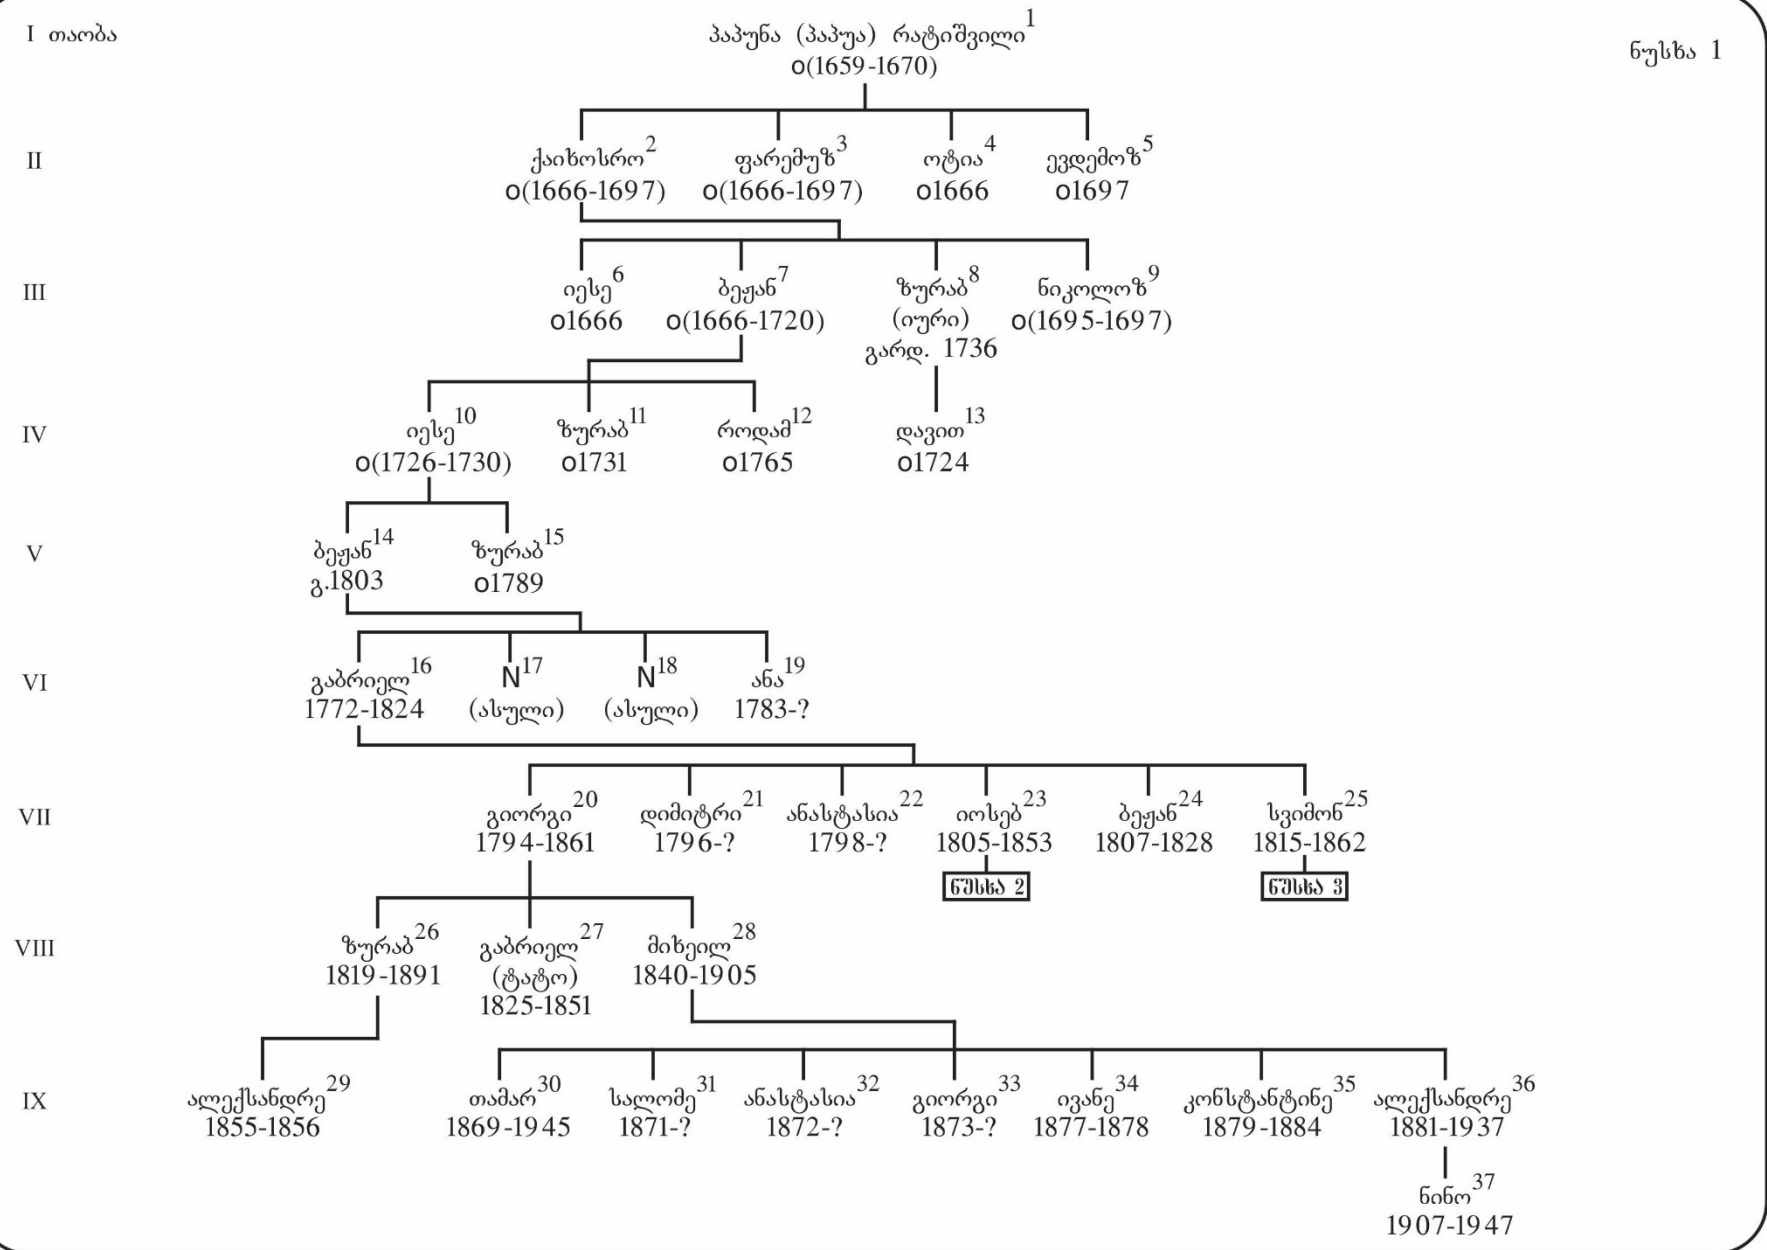 I თაობა
პაპუნა (პაპუა) რატიშვილი1
o(1659-1670)
ნუსხა 1
II
ქაიხოსრო2 ფარემუზ3 ოტია4 ევდემოზ5
o(1666-1697) o(1666-1697) o1666 o1697
III
იესე6 ბეჟან7 ზურაბ8 ნიკოლოზ9
o1666 o(1666-1720) (იური) o(1695-1697)
გარდ. 1736
IV
იესე10 ზურაბ11 როდამ12 დავით13
o(1726-1730) o1731 o1765 o1724
V
ბეჟან14 ზურაბ15
გ.1803 o1789
VI
გაბრიელ16 N17 N18 ანა19
1772-1824 (ასული) (ასული) 1783-?
VII
გიორგი20 დიმიტრი21 ანასტასია22 იოსებ23 ბეჟან24 სვიმონ25
1794-1861 1796-? 1798-? 1805-1853 1807-1828 1815-1862
ნუსხა 2 ნუსხა 3
VIII
ზურაბ26 გაბრიელ27 მიხეილ28
1819-1891 (ტატო) 1840-1905
1825-1851
IX
ალექსანდრე29 თამარ30 სალომე31 ანასტასია32 გიორგი33 ივანე34 კონსტანტინე35 ალექსანდრე36
1855-1856 1869-1945 1871-? 1872-? 1873-? 1877-1878 1879-1884 1881-1937
ნინო37
1907-1947